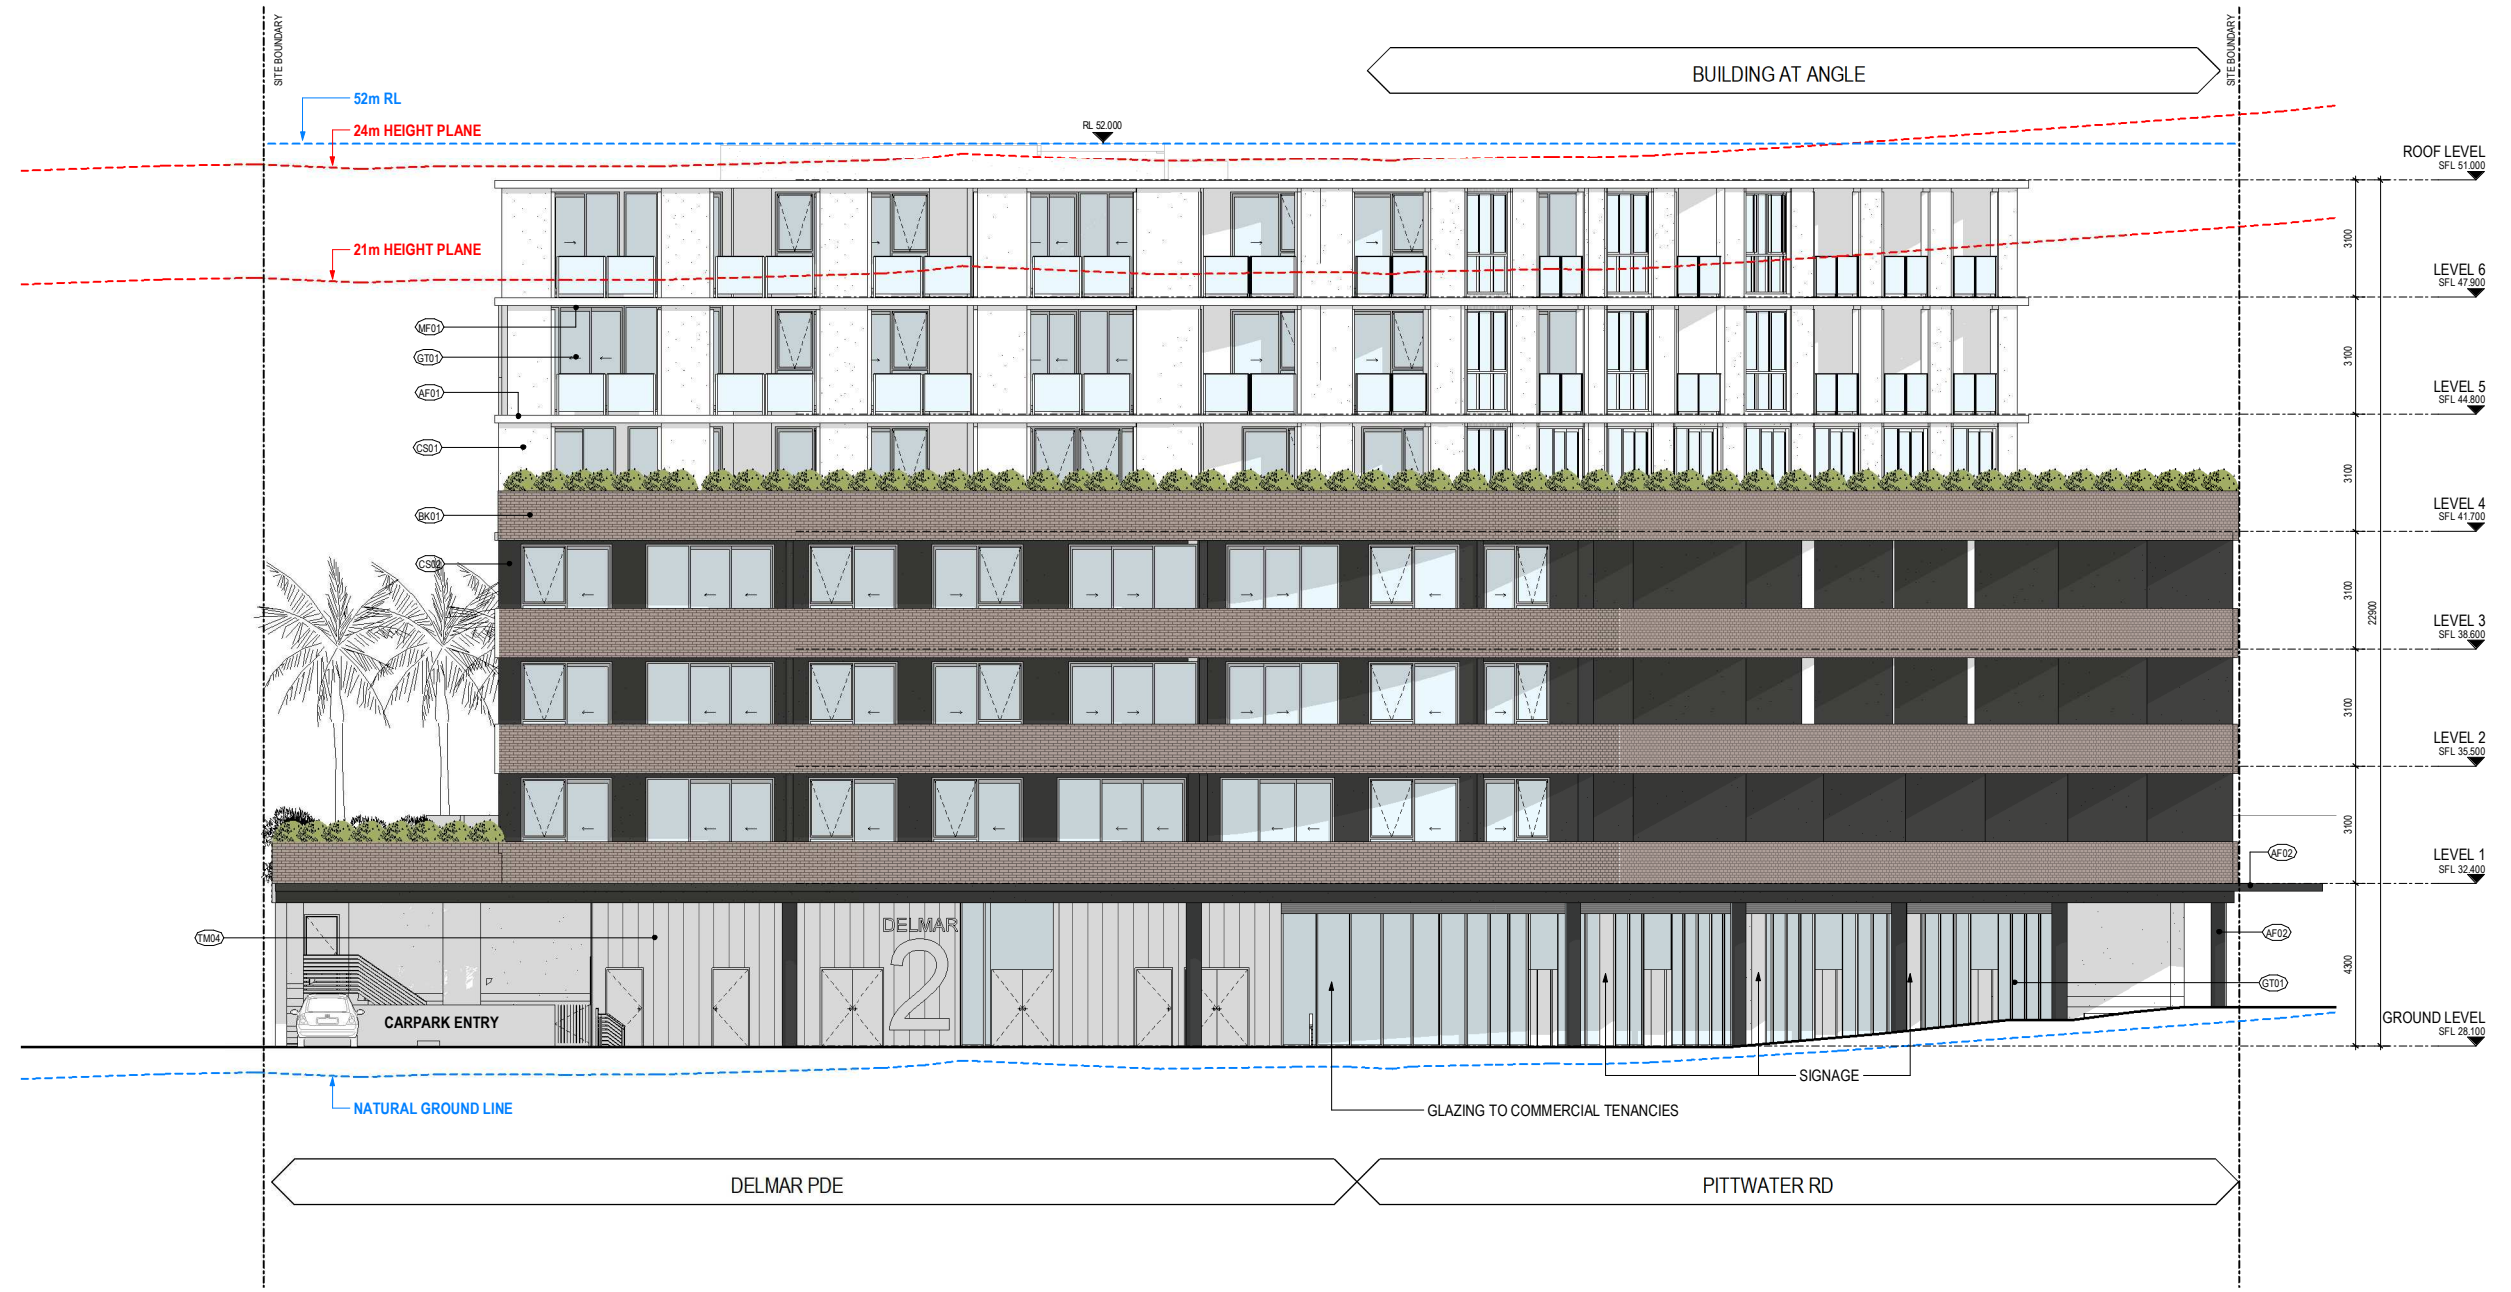 SITE BOUNDARY
SITE BOUNDARY
BUILDING AT ANGLE
52m RL
24m HEIGHT PLANE
RL 52.000
ROOF LEVEL
SFL 51.000
21m HEIGHT PLANE
3100
LEVEL 6
SFL 47.900
MF01
GT01
3100
AF01
LEVEL 5
SFL 44.800
CS01
3100
BK01
LEVEL 4
SFL 41.700
CS02
3100
22900
LEVEL 3
SFL 38.600
3100
LEVEL 2
SFL 35.500
3100
AF02
LEVEL 1
SFL 32.400
DELMAR
2
TM04
AF02
4300
GT01
CARPARK ENTRY
GROUND LEVEL
SFL 28.100
SIGNAGE
NATURAL GROUND LINE
GLAZING TO COMMERCIAL TENANCIES
DELMAR PDE
PITTWATER RD